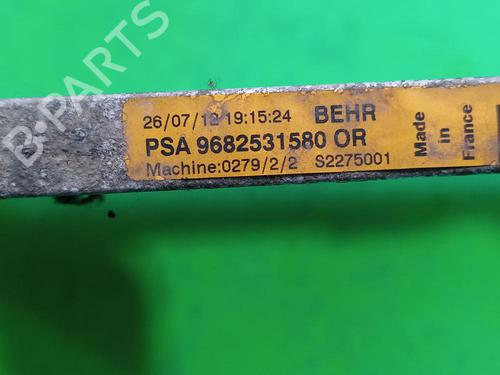 26/07/12 19:15:24 BEHR
PSA 9682531580 OR
Machine:0279/2/2 S2275001
Made
in
France
B-PARTS